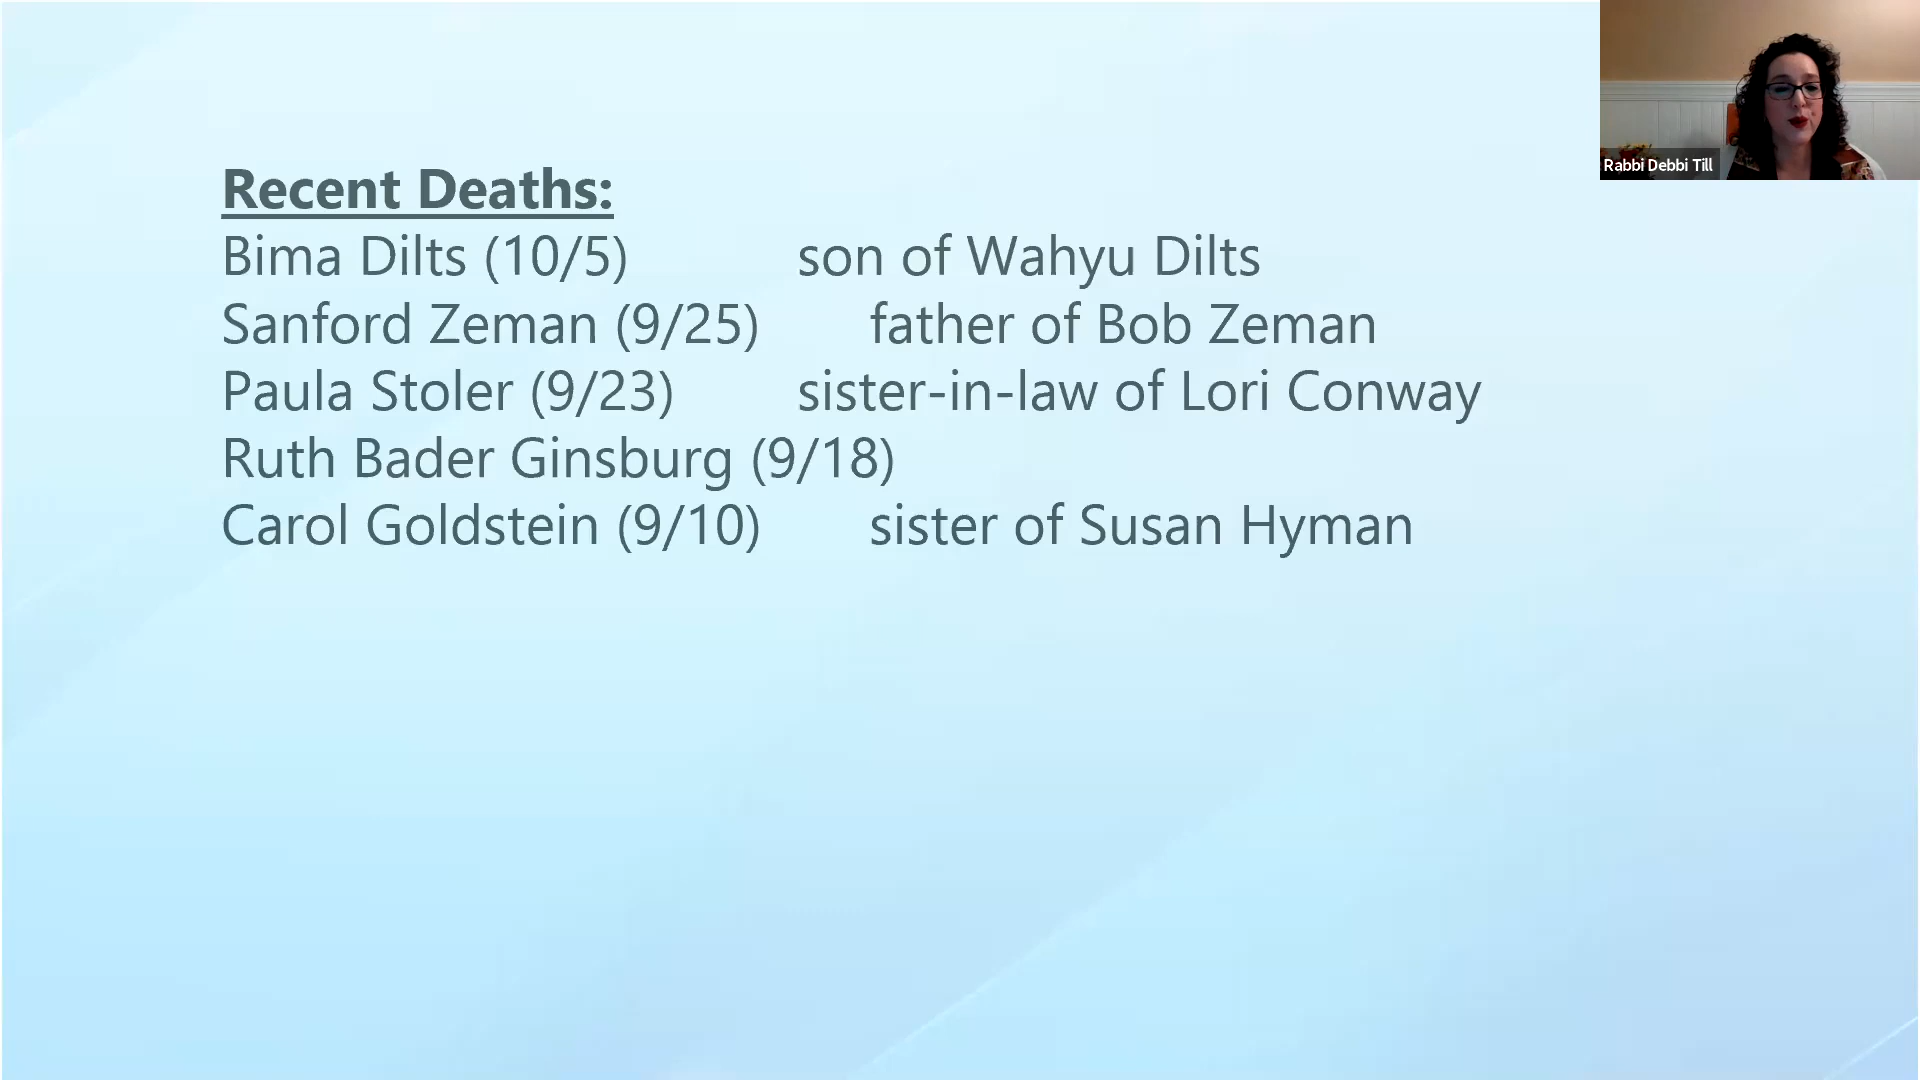 Rabbi Debbi Till
Recent Deaths:
Bima Dilts (10/5) son of Wahyu Dilts
Sanford Zeman (9/25) father of Bob Zeman
Paula Stoler (9/23) sister-in-law of Lori Conway
Ruth Bader Ginsburg (9/18)
Carol Goldstein (9/10) sister of Susan Hyman